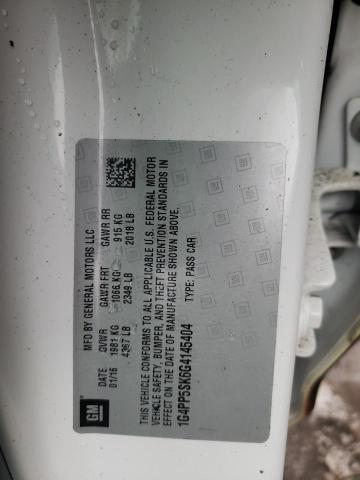 GM
MFD BY GENERAL MOTORS LLC
DATE GVWR GAWR FRT GAWR RR
01/16 1981 KG 1066 KG 915 KG
4367 LB 2349 LB 2018 LB
THIS VEHICLE CONFORMS TO ALL APPLICABLE U.S. FEDERAL MOTOR
VEHICLE SAFETY, BUMPER, AND THEFT PREVENTION STANDARDS IN
EFFECT ON THE DATE OF MANUFACTURE SHOWN ABOVE.
1G4PP5SK6G4145404 TYPE: PASS CAR